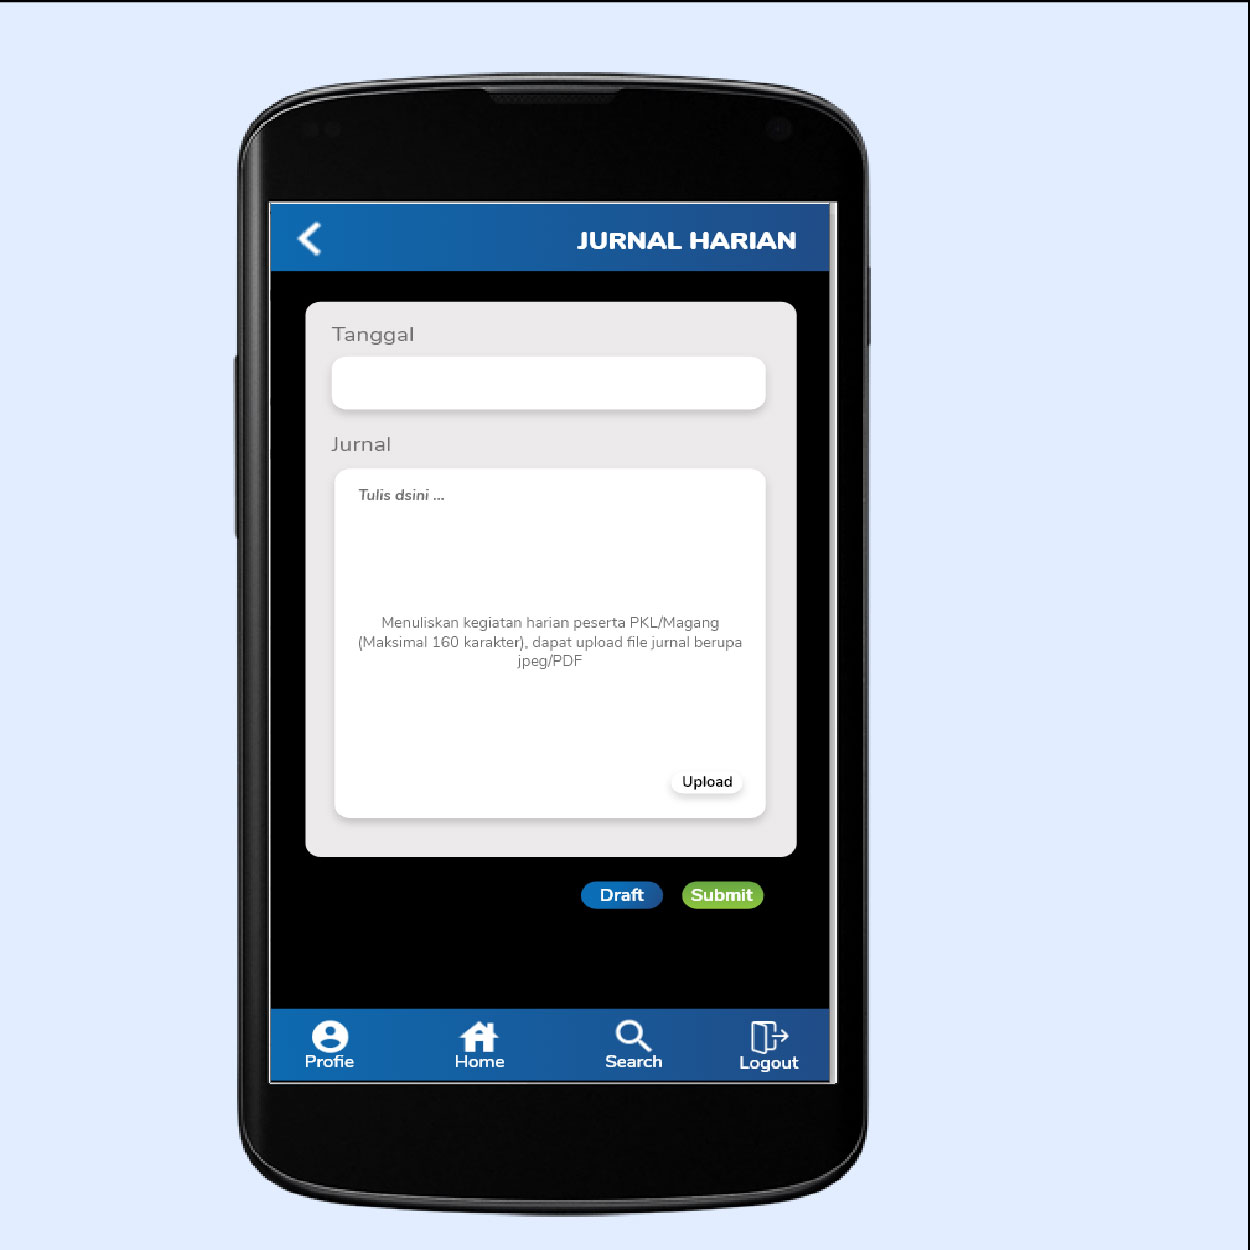 JURNAL HARIAN
Tanggal
Jurnal
Tulis dsini ...
Menuliskan kegiatan harian peserta PKL/Magang
(Maksimal 160 karakter), dapat upload file jurnal berupa
jpeg/PDF
Upload
Draft Submit
Profie Home Search Logout